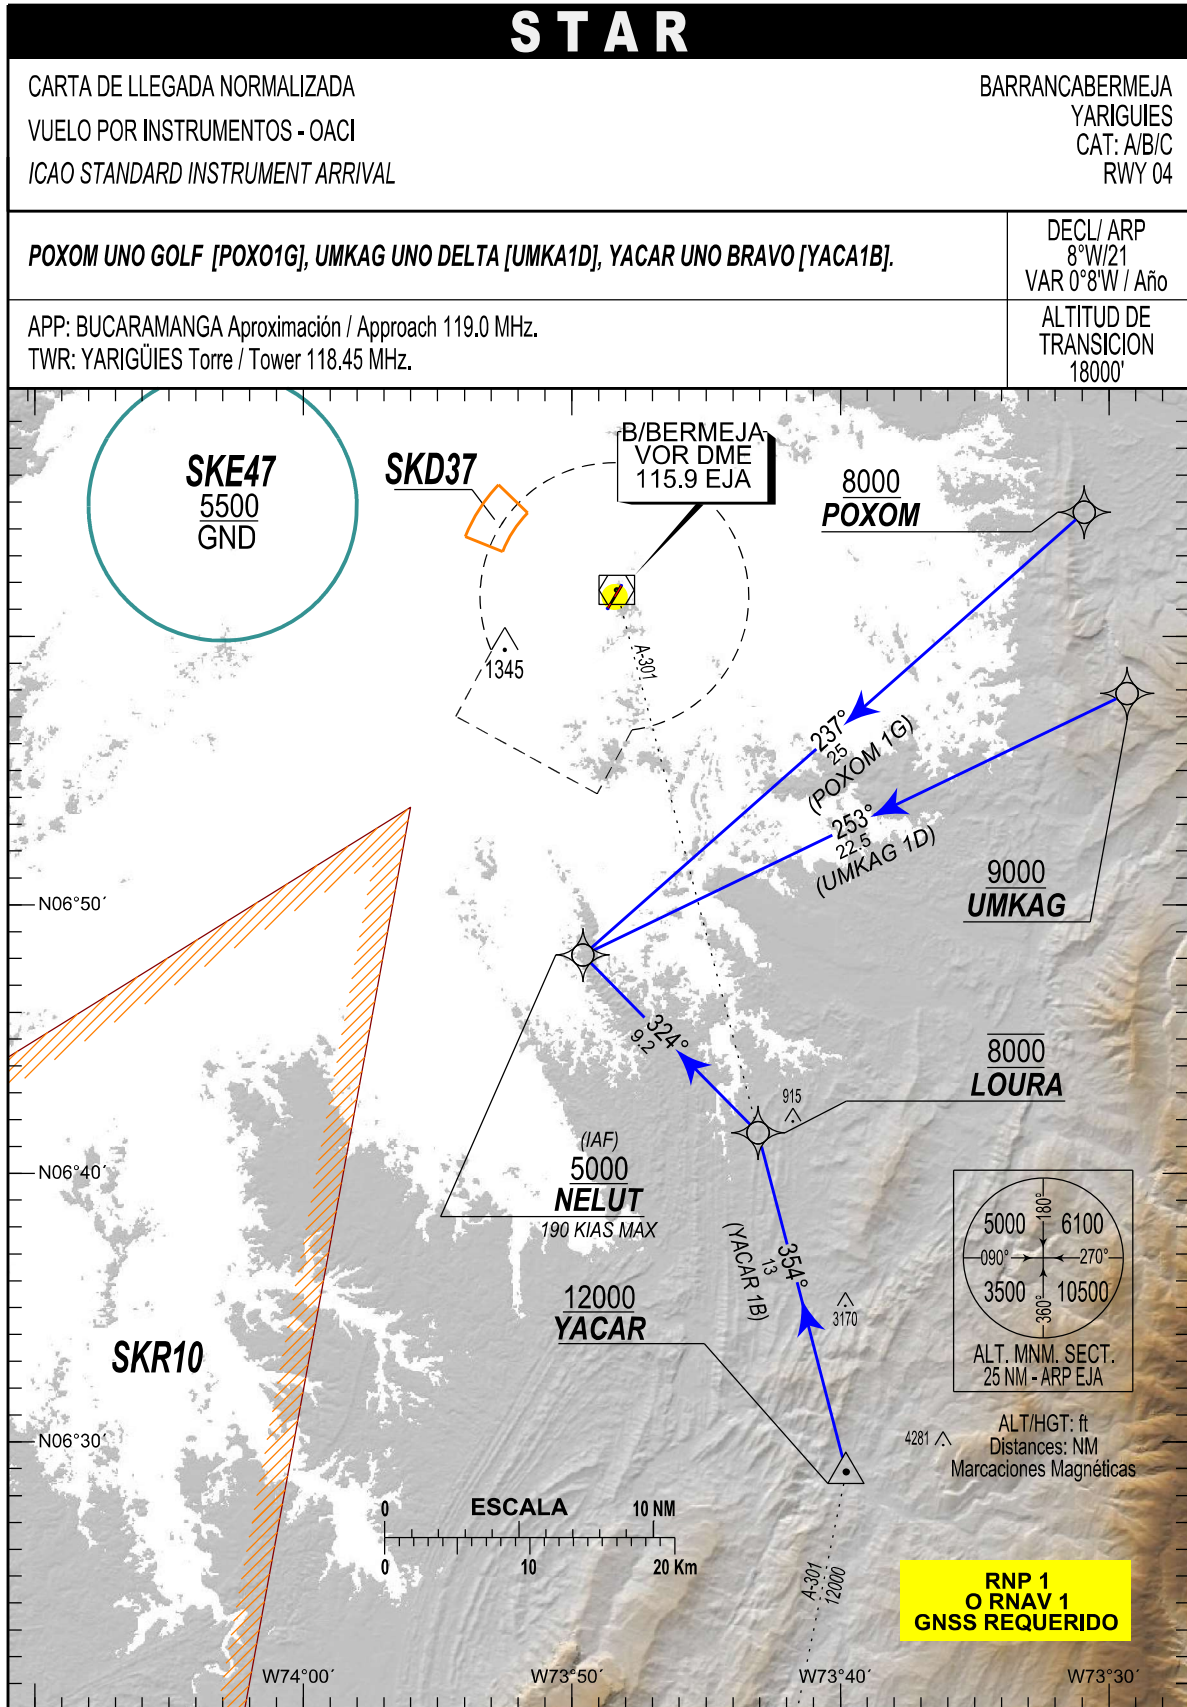 STAR
CARTA DE LLEGADA NORMALIZADA
VUELO POR INSTRUMENTOS - OACI
ICAO STANDARD INSTRUMENT ARRIVAL
BARRANCABERMEJA
YARIGUIES
CAT: A/B/C
RWY 04
POXOM UNO GOLF [POXO1G], UMKAG UNO DELTA [UMKA1D], YACAR UNO BRAVO [YACA1B].
DECL/ ARP
8°W/21
VAR 0°8'W / Año
APP: BUCARAMANGA Aproximación / Approach 119.0 MHz.
TWR: YARIGÜIES Torre / Tower 118.45 MHz.
ALTITUD DE
TRANSICION
18000'
SKE47
5500
GND
SKD37
B/BERMEJA
VOR DME
115.9 EJA
8000
POXOM
1345
A-301
237°
25
(POXOM 1G)
253°
22.5
(UMKAG 1D)
9000
UMKAG
N06°50´
324°
9.2
8000
LOURA
915
(IAF)
5000
NELUT
190 KIAS MAX
N06°40´
354°
13
(YACAR 1B)
12000
YACAR
3170
5000
6100
3500
10500
180°
090°
270°
360°
ALT. MNM. SECT.
25 NM - ARP EJA
SKR10
N06°30´
4281
ALT/HGT: ft
Distances: NM
Marcaciones Magnéticas
0
ESCALA
10 NM
0
10
20 Km
A-301
12000
RNP 1
O RNAV 1
GNSS REQUERIDO
W74°00´
W73°50´
W73°40´
W73°30´